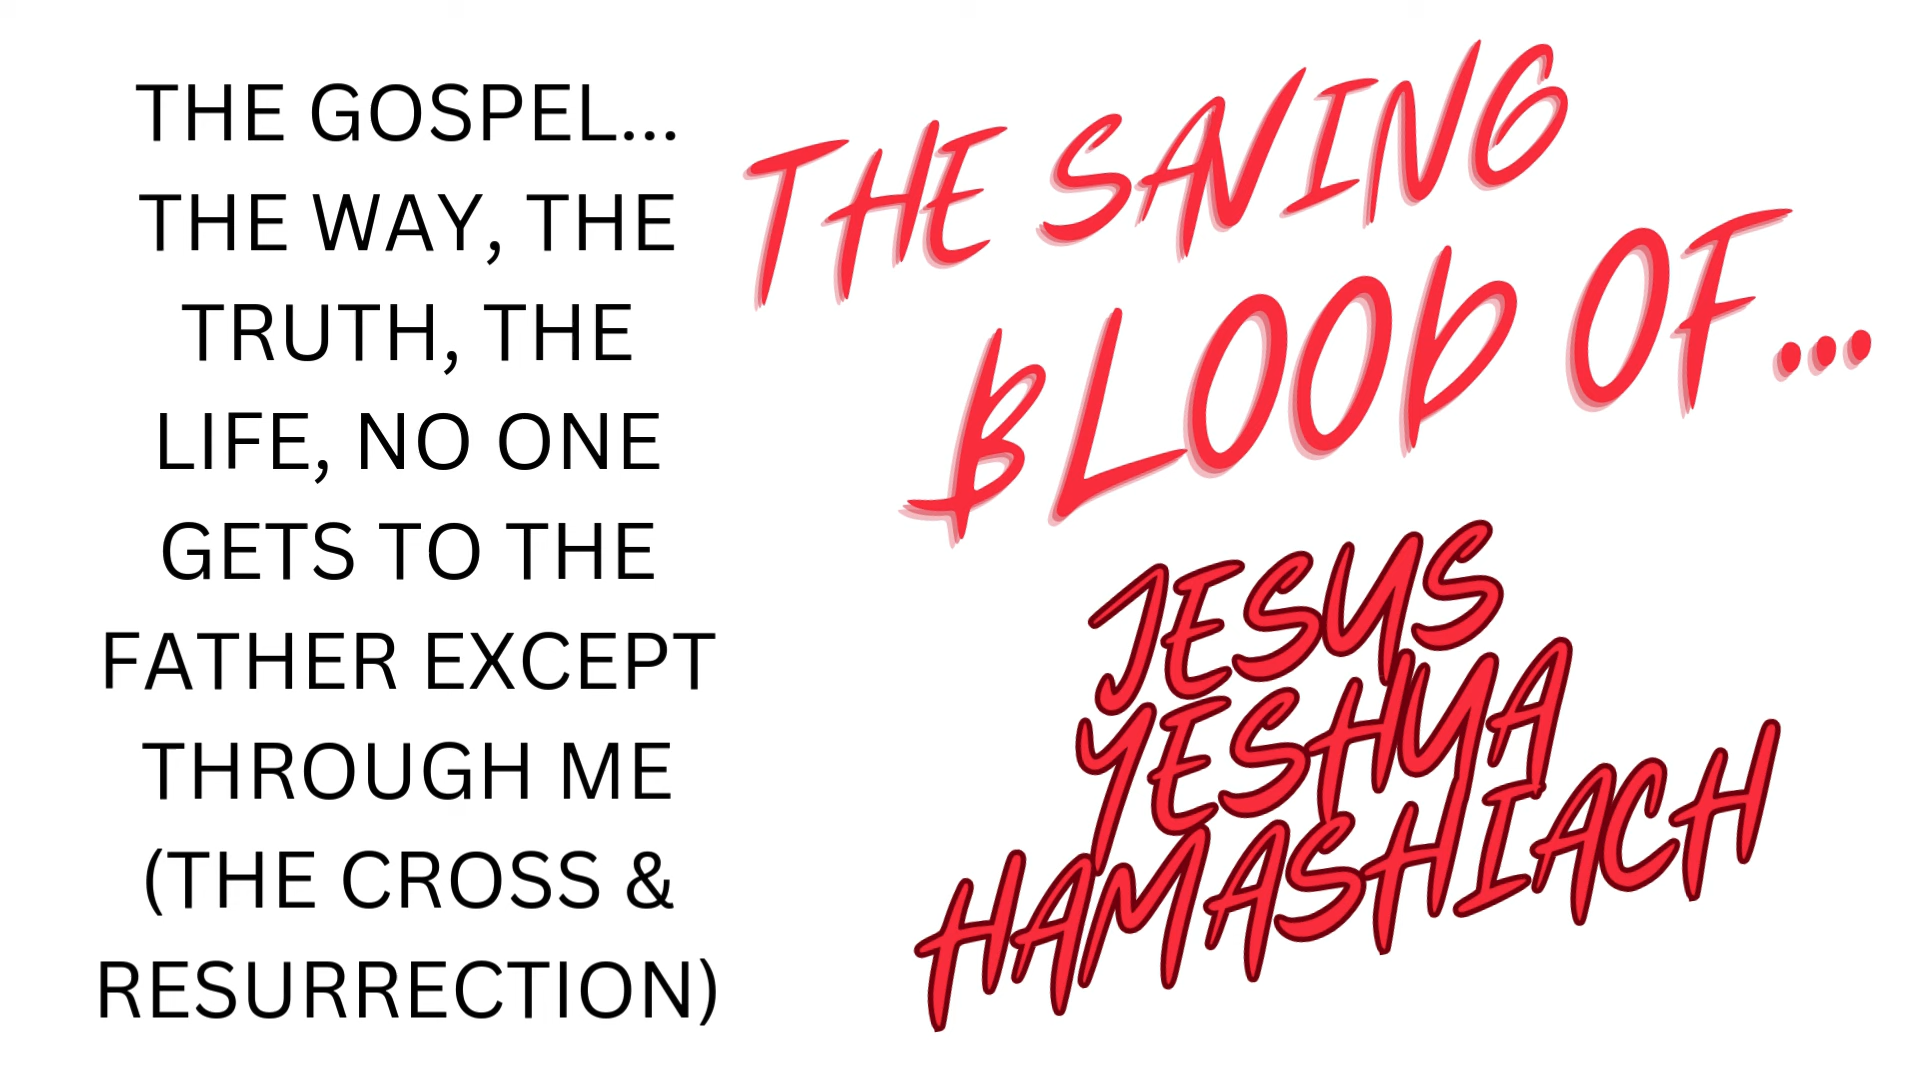 THE GOSPEL...
THE WAY, THE
TRUTH, THE
LIFE, NO ONE
GETS TO THE
FATHER EXCEPT
THROUGH ME
(THE CROSS &
RESURRECTION)
THE SAVING
BLOOD OF...
JESUS
YESHUA
HAMASHIACH